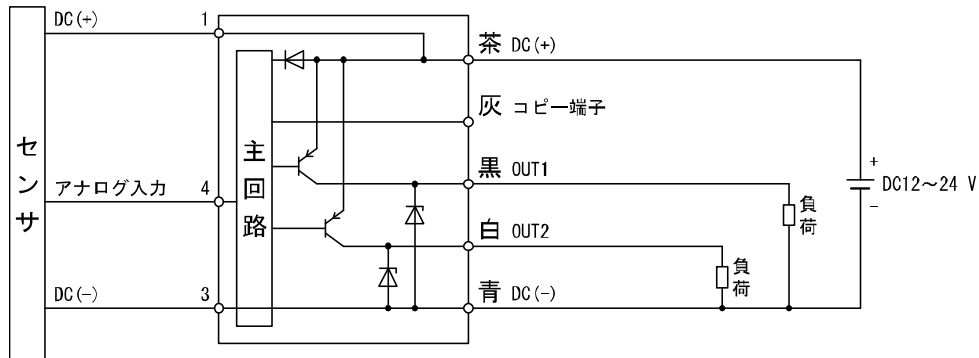 DC(+)
1
茶 DC(+)
灰 コピー端子
センサ
主回路
黒 OUT1
アナログ入力
4
+
DC12～24 V
−
負荷
白 OUT2
負荷
DC(−)
3
青 DC(−)